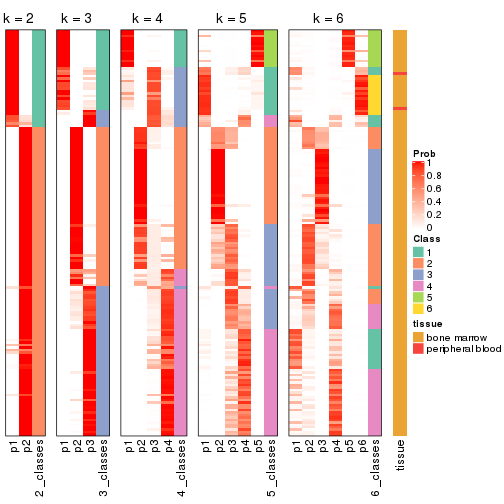 k = 2
k = 3
k = 4
k = 5
k = 6
Prob
1
0.8
0.6
0.4
0.2
0
Class
1
2
3
4
5
6
tissue
bone marrow
peripheral blood
p1
p2
2_classes
p1
p2
p3
3_classes
p1
p2
p3
p4
4_classes
p1
p2
p3
p4
p5
5_classes
p1
p2
p3
p4
p5
p6
6_classes
tissue